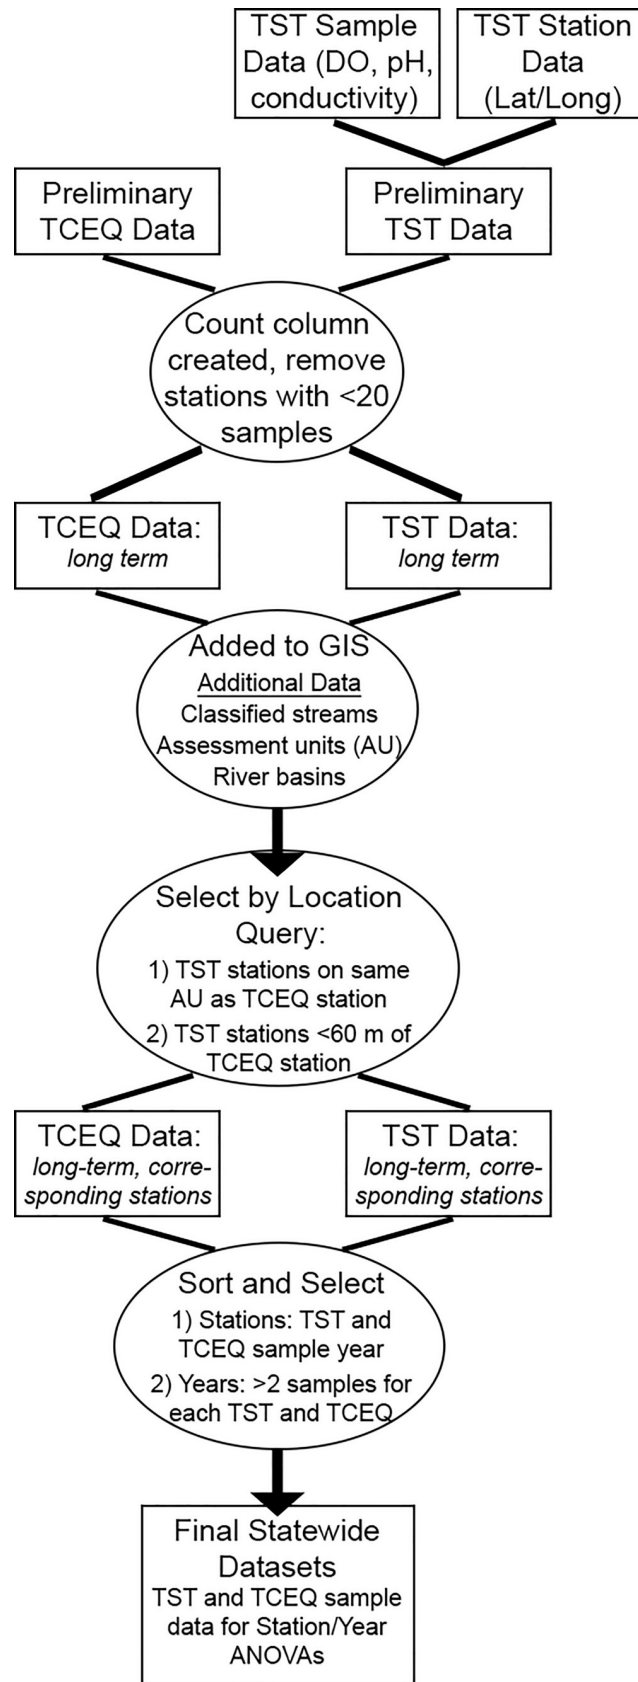 TST Sample
Data (DO, pH,
conductivity)
TST Station
Data
(Lat/Long)
Preliminary
TCEQ Data
Preliminary
TST Data
Count column
created, remove
stations with <20
samples
TCEQ Data:
long term
TST Data:
long term
Added to GIS
Additional Data
Classified streams
Assessment units (AU)
River basins
Select by Location
Query:
1) TST stations on same
AU as TCEQ station
2) TST stations <60 m of
TCEQ station
TCEQ Data:
long-term, corre-
sponding stations
TST Data:
long-term, corre-
sponding stations
Sort and Select
1) Stations: TST and
TCEQ sample year
2) Years: >2 samples for
each TST and TCEQ
Final Statewide
Datasets
TST and TCEQ sample
data for Station/Year
ANOVAs